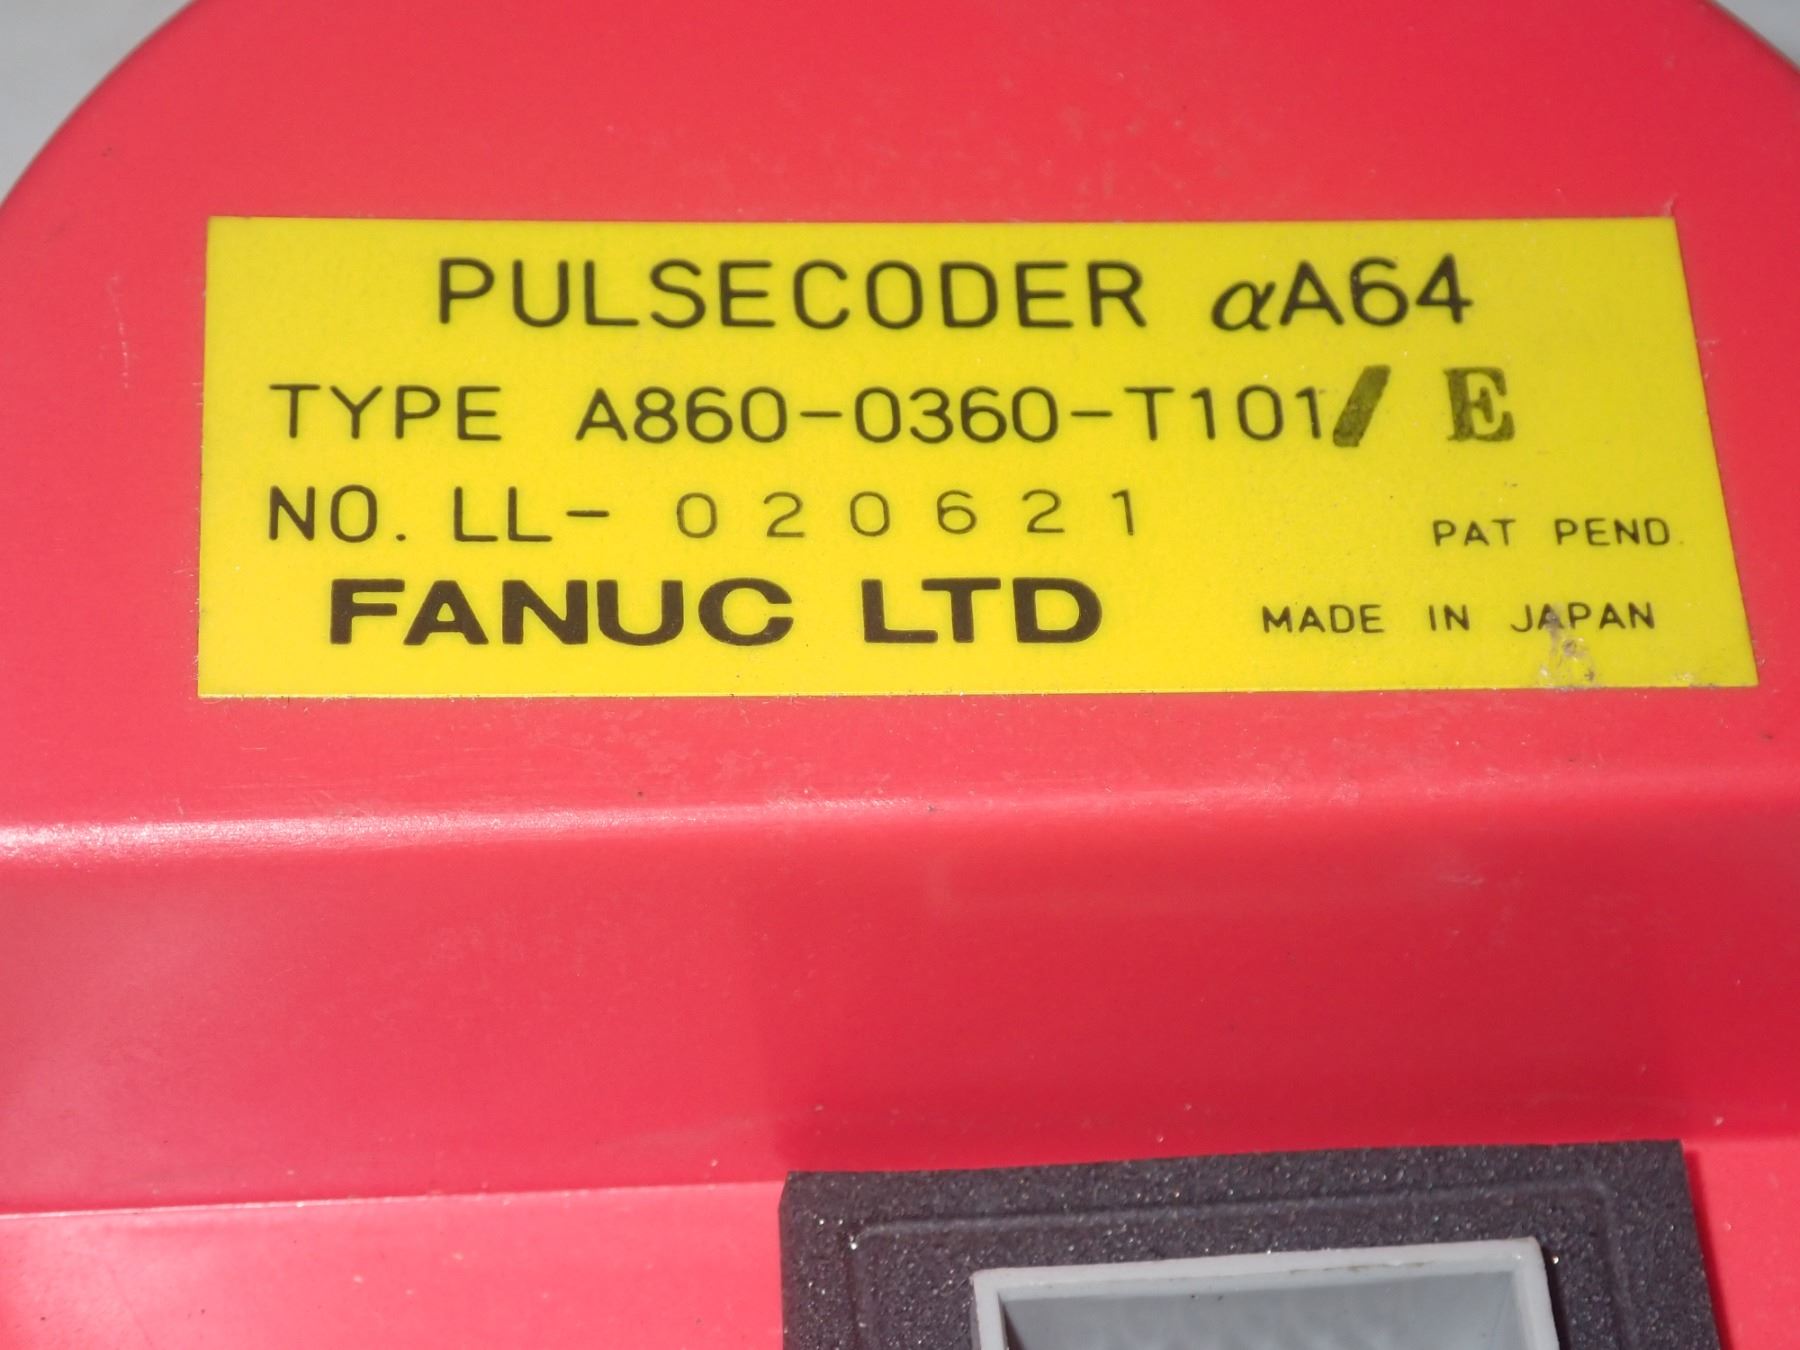 PULSECODER αA64
TYPE A860-0360-T101/ E
NO. LL- 020621
PAT PEND.
FANUC LTD
MADE IN JAPAN